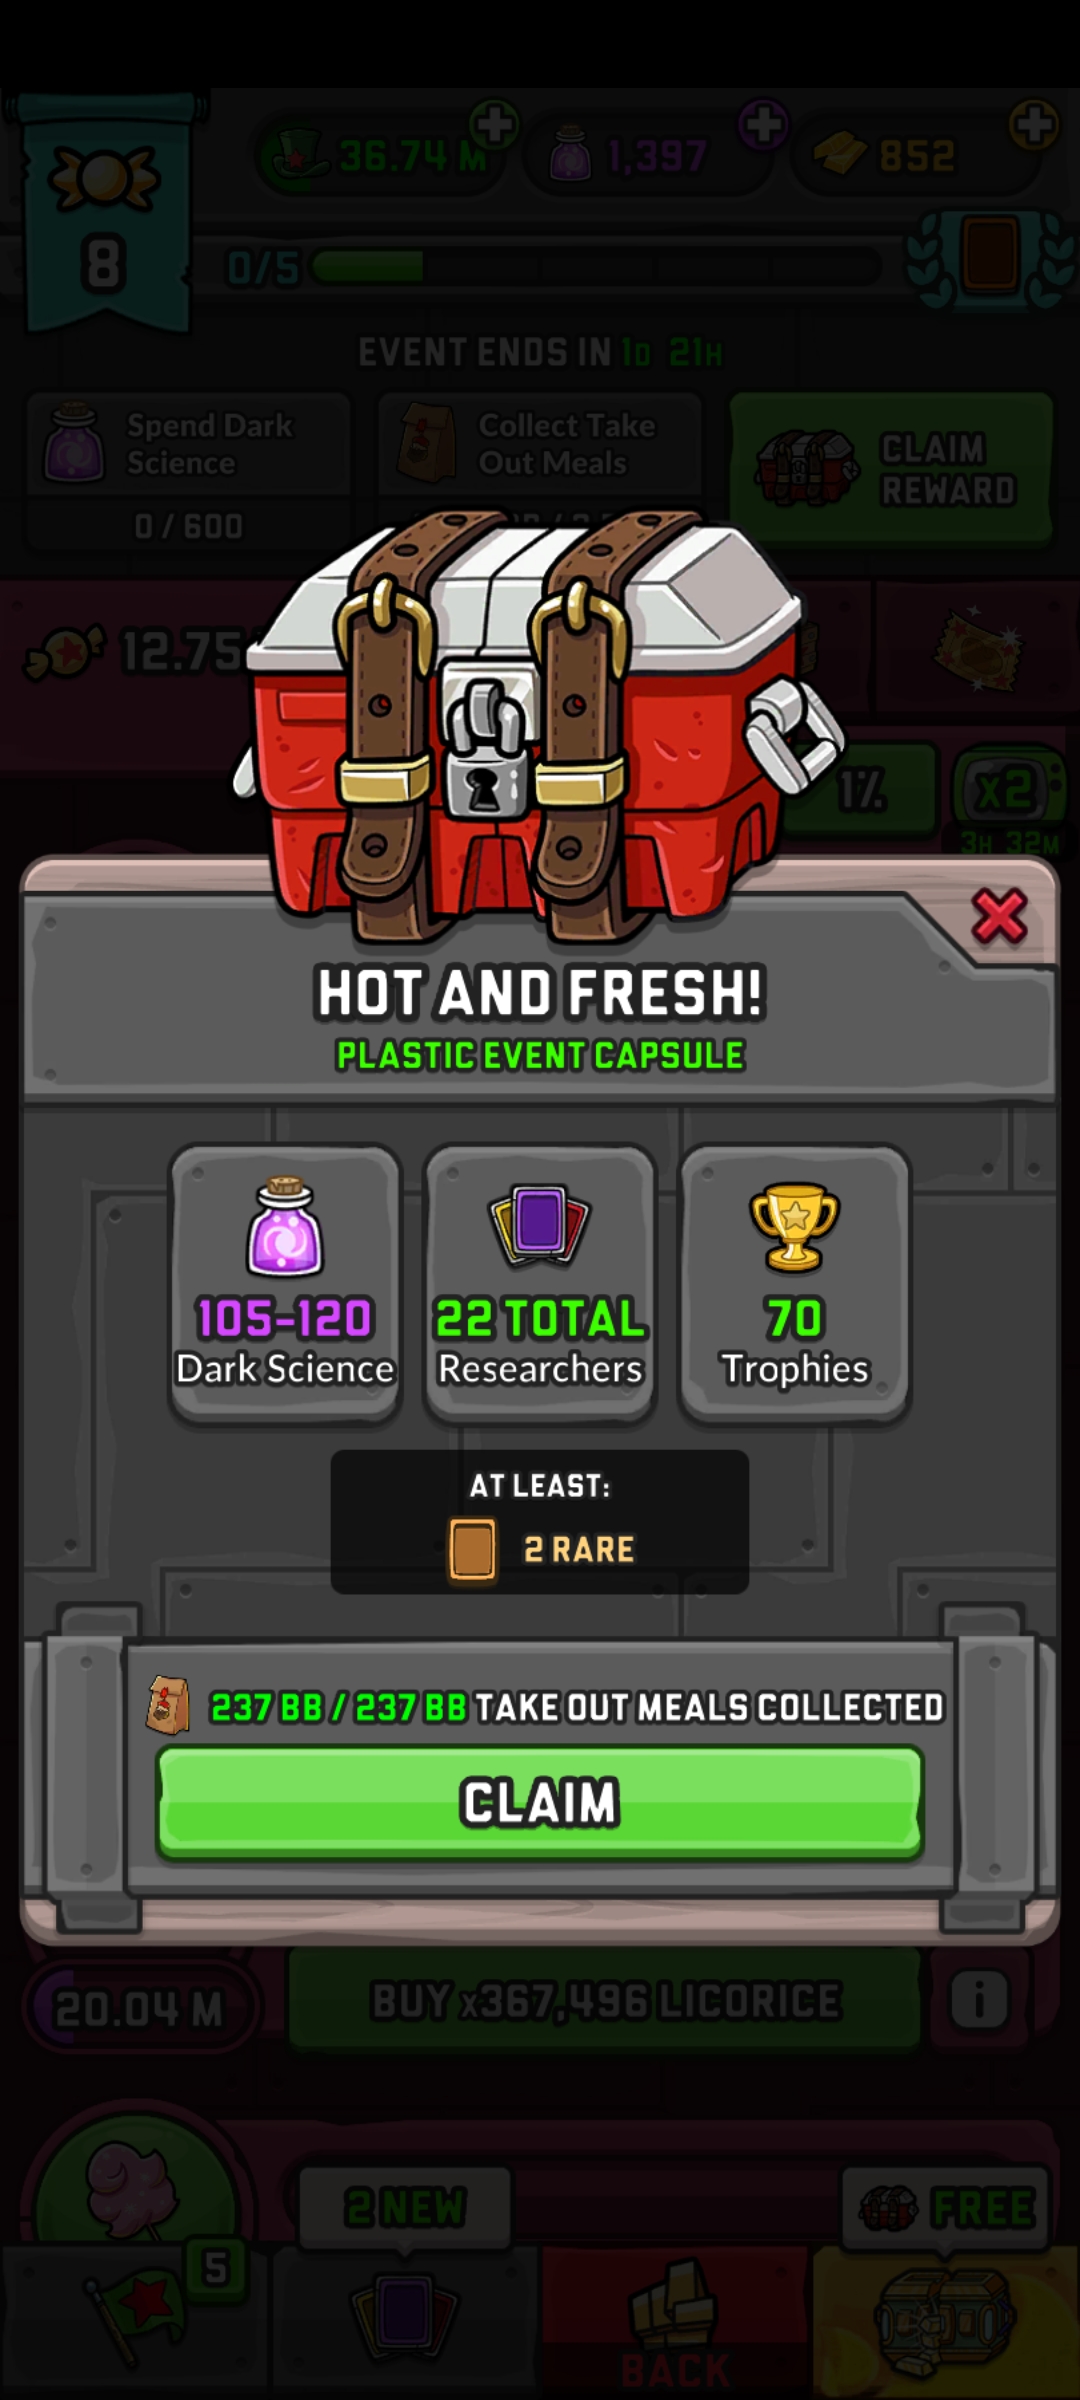 36.74 M
1,397
852
8
0/5
EVENT ENDS IN 1D 21H
Spend Dark
Science
0 / 600
Collect Take
Out Meals
CLAIM
REWARD
12.75
1%
x2
3H 32M
HOT AND FRESH!
PLASTIC EVENT CAPSULE
105-120
Dark Science
22 TOTAL
Researchers
70
Trophies
AT LEAST:
2 RARE
237 BB / 237 BB TAKE OUT MEALS COLLECTED
CLAIM
20.04 M
BUY x367,496 LICORICE
i
2 NEW
FREE
5
BACK